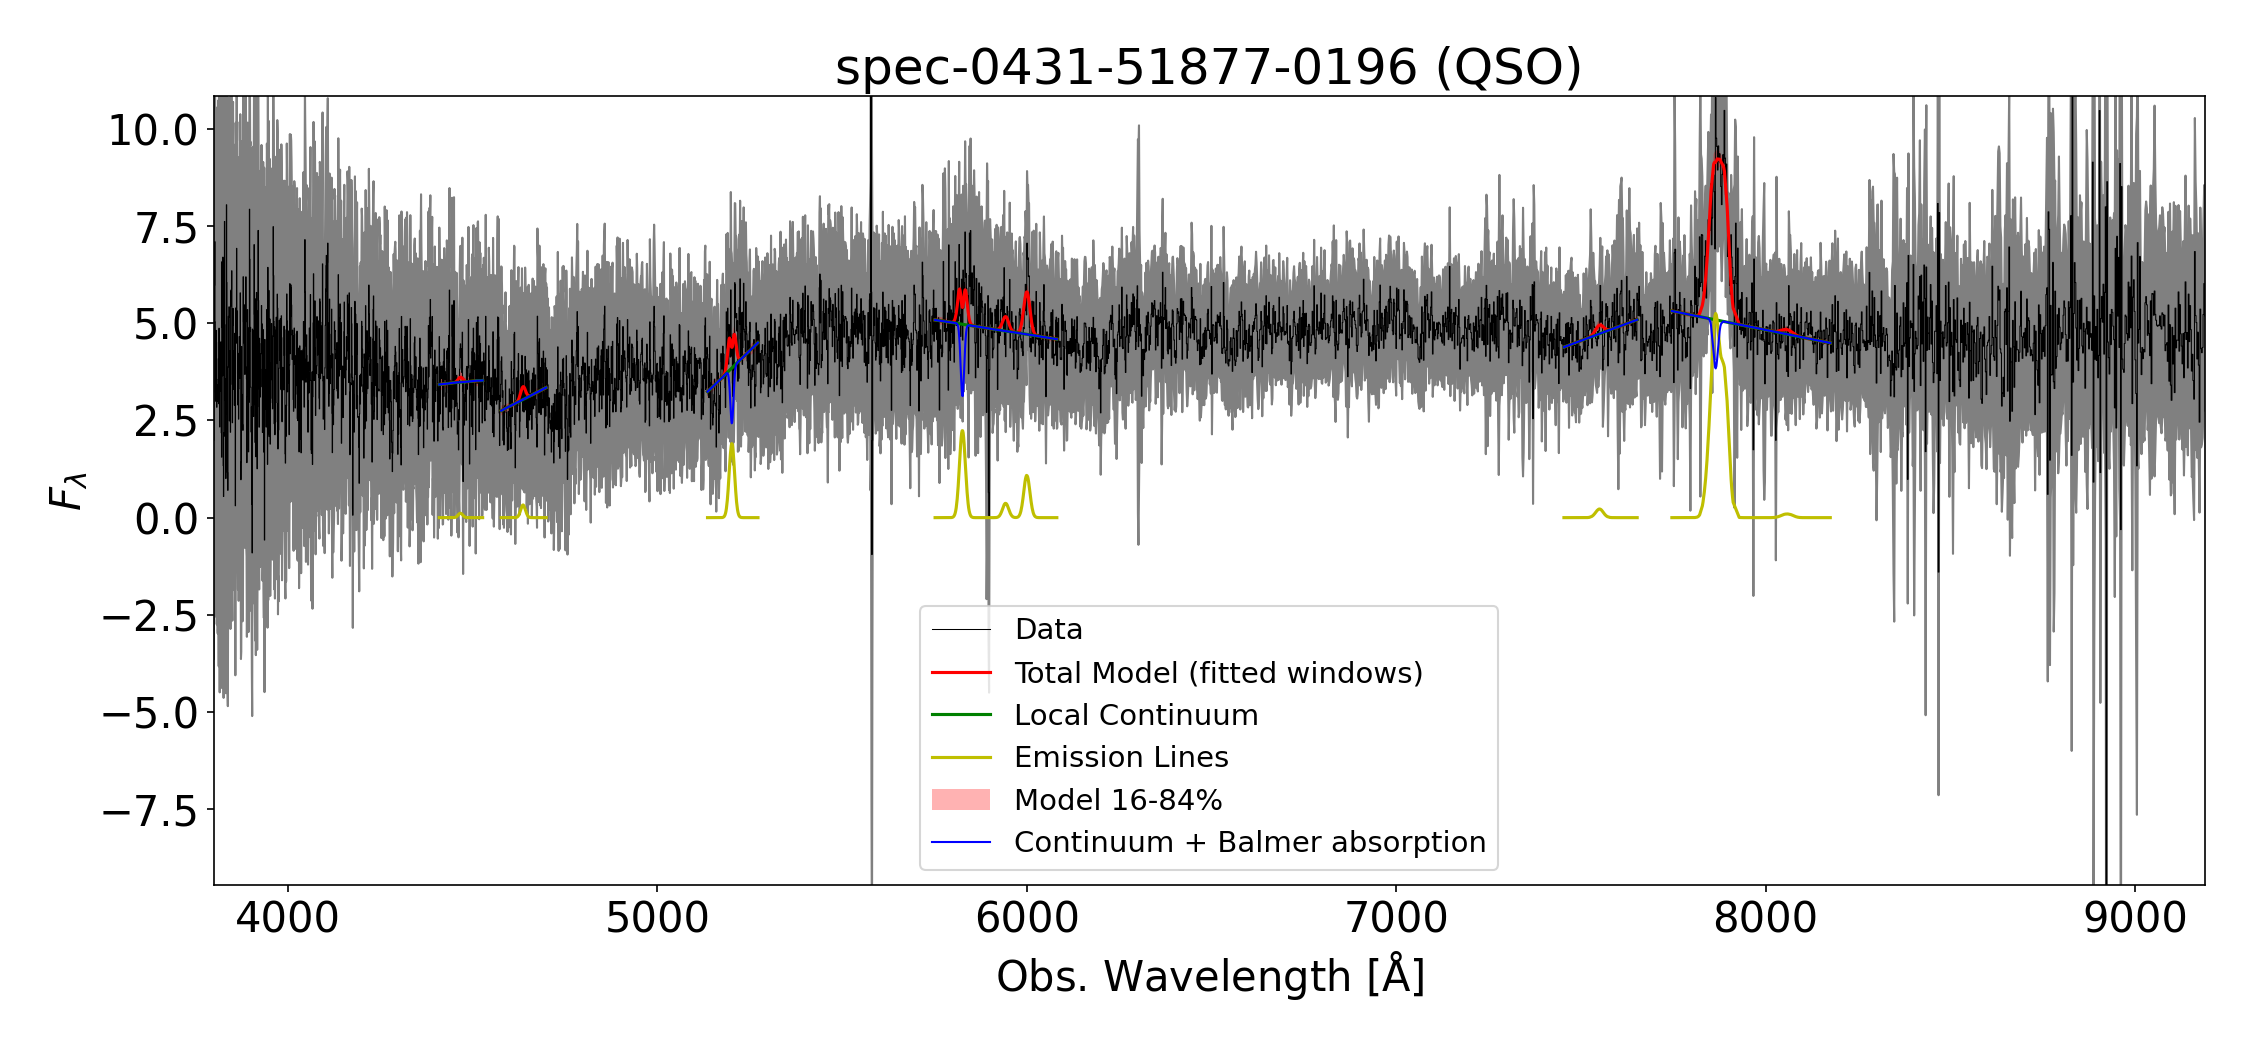 spec-0431-51877-0196 (QSO)
10.0
7.5
5.0
2.5
0.0
−2.5
−5.0
−7.5
Fλ
Data
Total Model (fitted windows)
Local Continuum
Emission Lines
Model 16-84%
Continuum + Balmer absorption
4000 5000 6000 7000 8000 9000
Obs. Wavelength [Å]